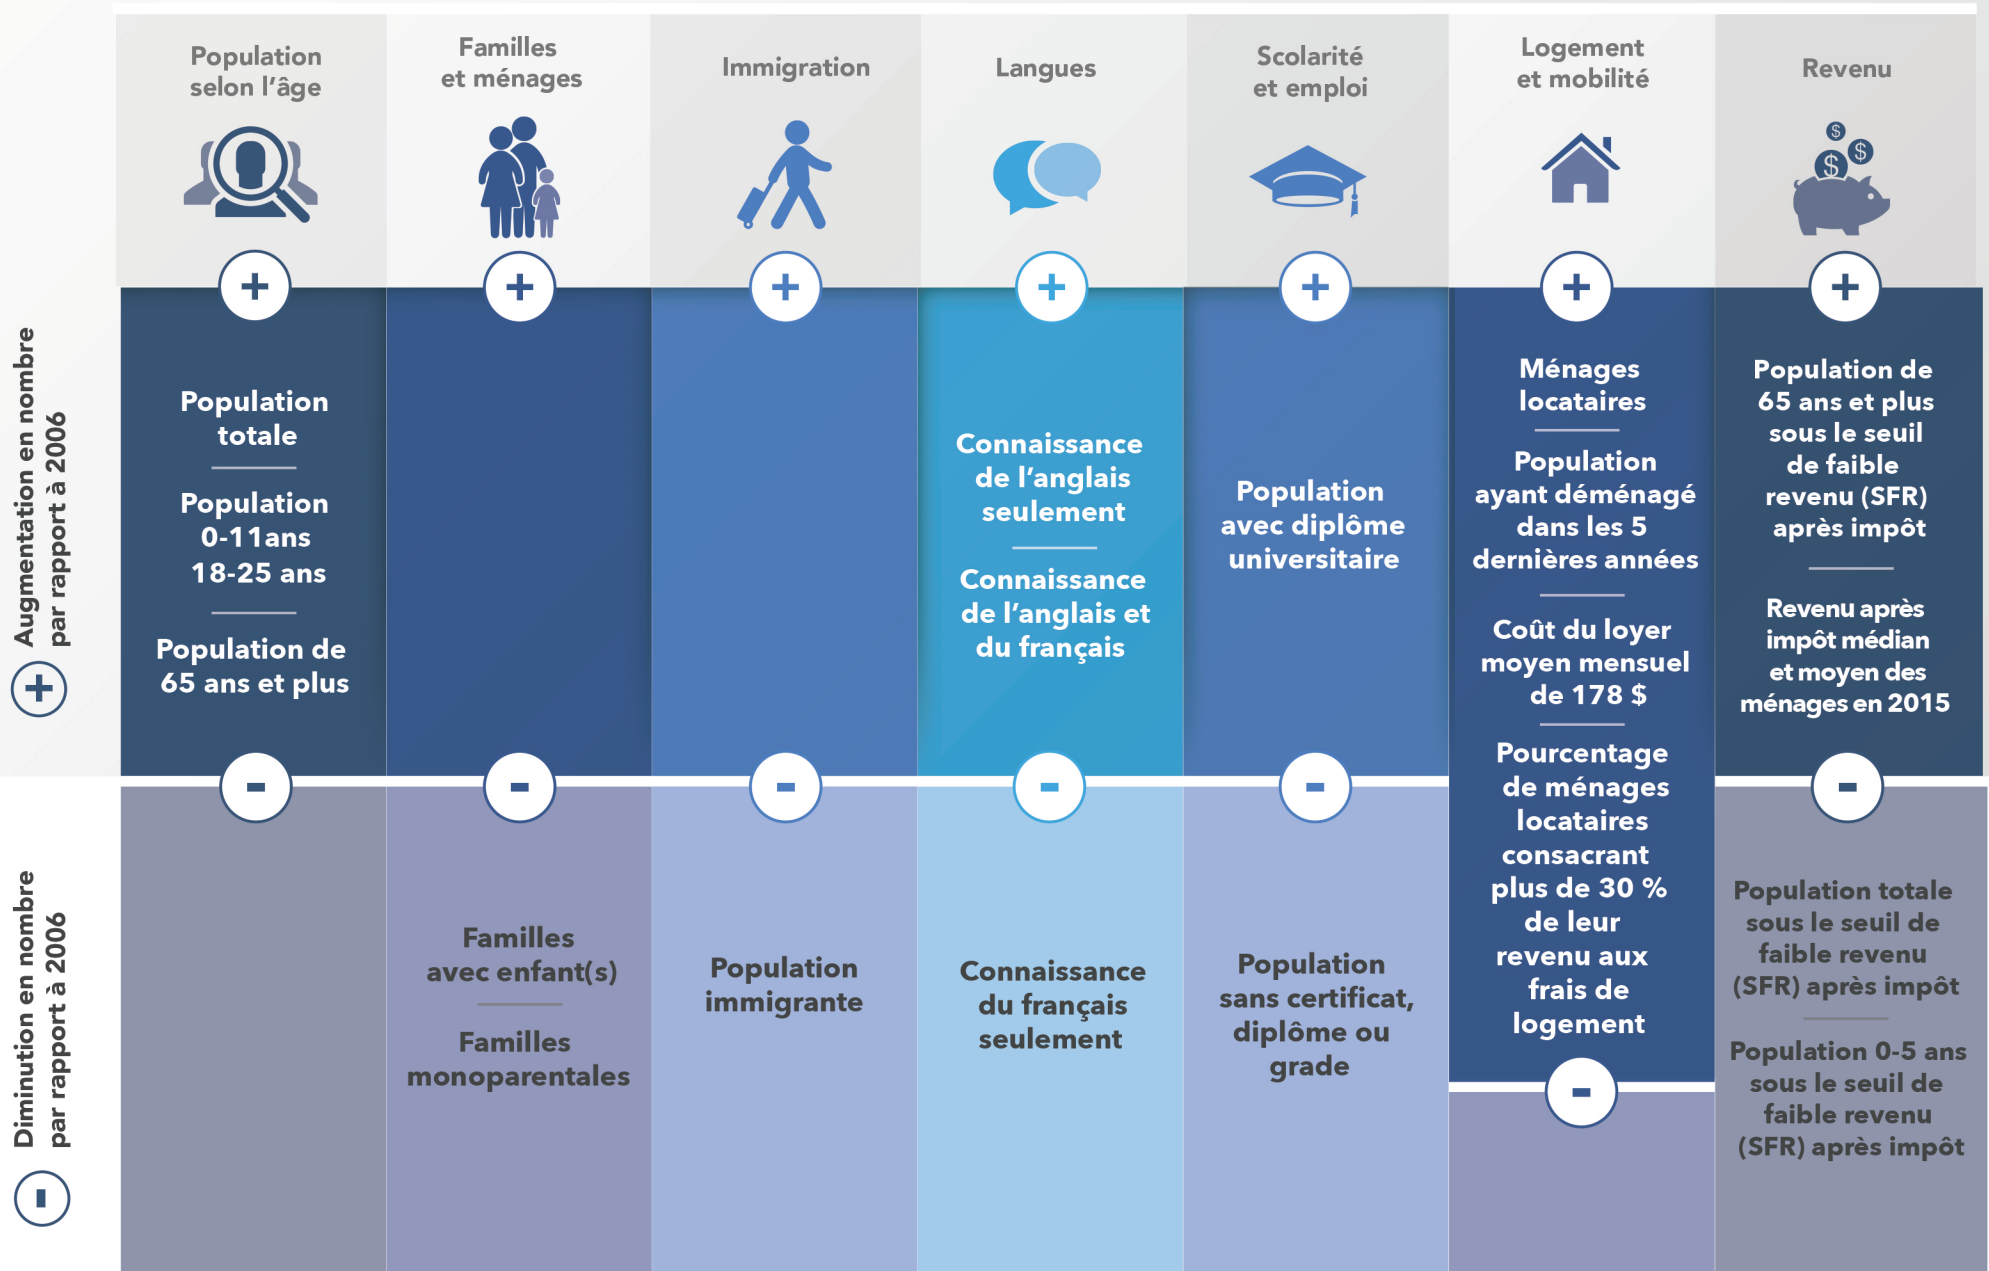 Population
selon l'âge
Familles
et ménages
Immigration
Langues
Scolarité
et emploi
Logement
et mobilité
Revenu
$
$
$
+
+
+
+
+
+
+
Augmentation en nombre
par rapport à 2006
+
Population
totale
Population
0-11ans
18-25 ans
Population de
65 ans et plus
Connaissance
de l'anglais
seulement
Connaissance
de l'anglais et
du français
Population
avec diplôme
universitaire
Ménages
locataires
Population
ayant déménagé
dans les 5
dernières années
Coût du loyer
moyen mensuel
de 178 $
Pourcentage
de ménages
locataires
consacrant
plus de 30 %
de leur
revenu aux
frais de
logement
Population de
65 ans et plus
sous le seuil
de faible
revenu (SFR)
après impôt
Revenu après
impôt médian
et moyen des
ménages en 2015
-
-
-
-
-
-
-
Diminution en nombre
par rapport à 2006
-
Familles
avec enfant(s)
Familles
monoparentales
Population
immigrante
Connaissance
du français
seulement
Population
sans certificat,
diplôme ou
grade
Population totale
sous le seuil de
faible revenu
(SFR) après impôt
Population 0-5 ans
sous le seuil de
faible revenu
(SFR) après impôt